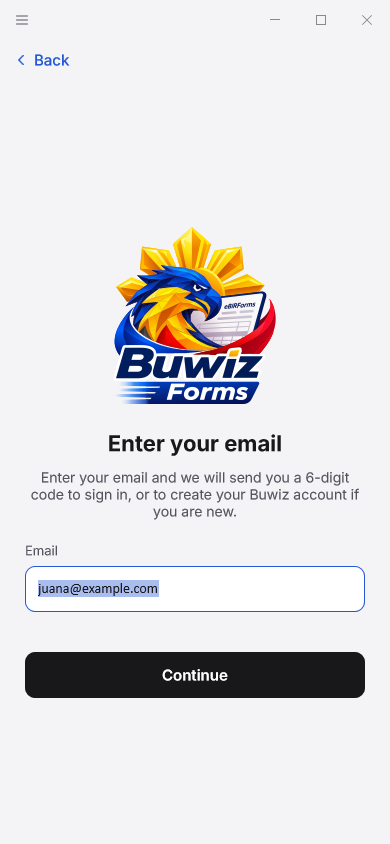 Back
eBIRForms
Buwiz
Forms
Enter your email
Enter your email and we will send you a 6-digit
code to sign in, or to create your Buwiz account if
you are new.
Email
juana@example.com
Continue